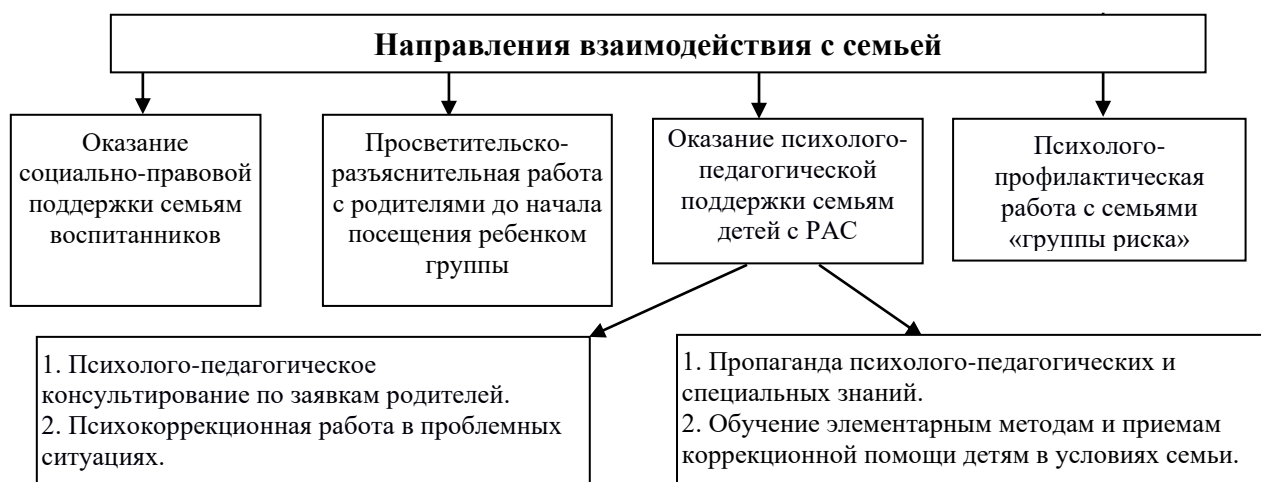 Направления взаимодействия с семьей
Оказание
социально-правовой
поддержки семьям
воспитанников
Просветительско-
разъяснительная работа
с родителями до начала
посещения ребенком
группы
Оказание психолого-
педагогической
поддержки семьям
детей с РАС
Психолого-
профилактическая
работа с семьями
«группы риска»
1. Психолого-педагогическое
консультирование по заявкам родителей.
2. Психокоррекционная работа в проблемных
ситуациях.
1. Пропаганда психолого-педагогических и
специальных знаний.
2. Обучение элементарным методам и приемам
коррекционной помощи детям в условиях семьи.